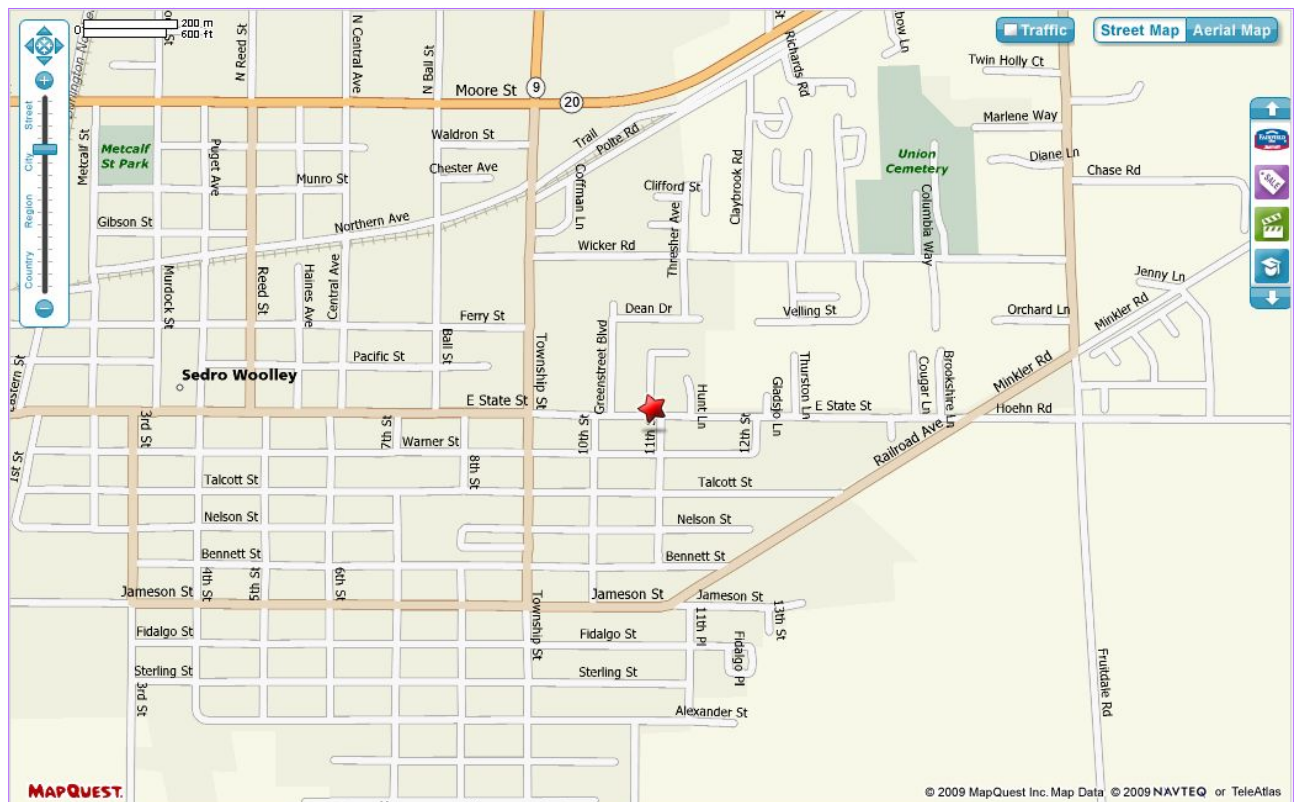 0
200 m
600 ft
N Reed St
N Central Ave
N Ball St
Moore St
9
20
Richards Rd
Traffic
Street Map
Aerial Map
Twin Holly Ct
Marlene Way
Diane Ln
Chase Rd
Street
City
Region
Country
Metcalf St
Metcalf
St Park
Puget Ave
Munro St
Waldron St
Chester Ave
Trail
Polte Rd
Coffman Ln
Clifford St
Claybrook Rd
Union
Cemetery
Columbia Way
SALE
Gibson St
Northern Ave
Wicker Rd
Thrasher Ave
Murdock St
Reed St
Haines Ave
Central Ave
Jenny Ln
Minkler Rd
Orchard Ln
Ferry St
Ball St
Dean Dr
Velling St
Pacific St
Township St
Greenstreet Blvd
Sedro Woolley
Eastern St
Hunt Ln
Gladsjo Ln
Thurston Ln
Cougar Ln
Brookshire Ln
Minkler Rd
E State St
E State St
Hoehn Rd
3rd St
7th St
Warner St
8th St
10th St
11th St
12th St
Railroad Ave
1st St
Talcott St
Talcott St
Nelson St
Nelson St
Bennett St
Bennett St
4th St
5th St
6th St
Jameson St
Jameson St
Jameson St
Township St
11th Pl
13th St
Fidalgo St
Fidalgo St
Fidalgo Pl
Sterling St
Sterling St
3rd St
Alexander St
Fruitdale Rd
MAPQUEST.
© 2009 MapQuest Inc. Map Data © 2009 NAVTEQ or TeleAtlas